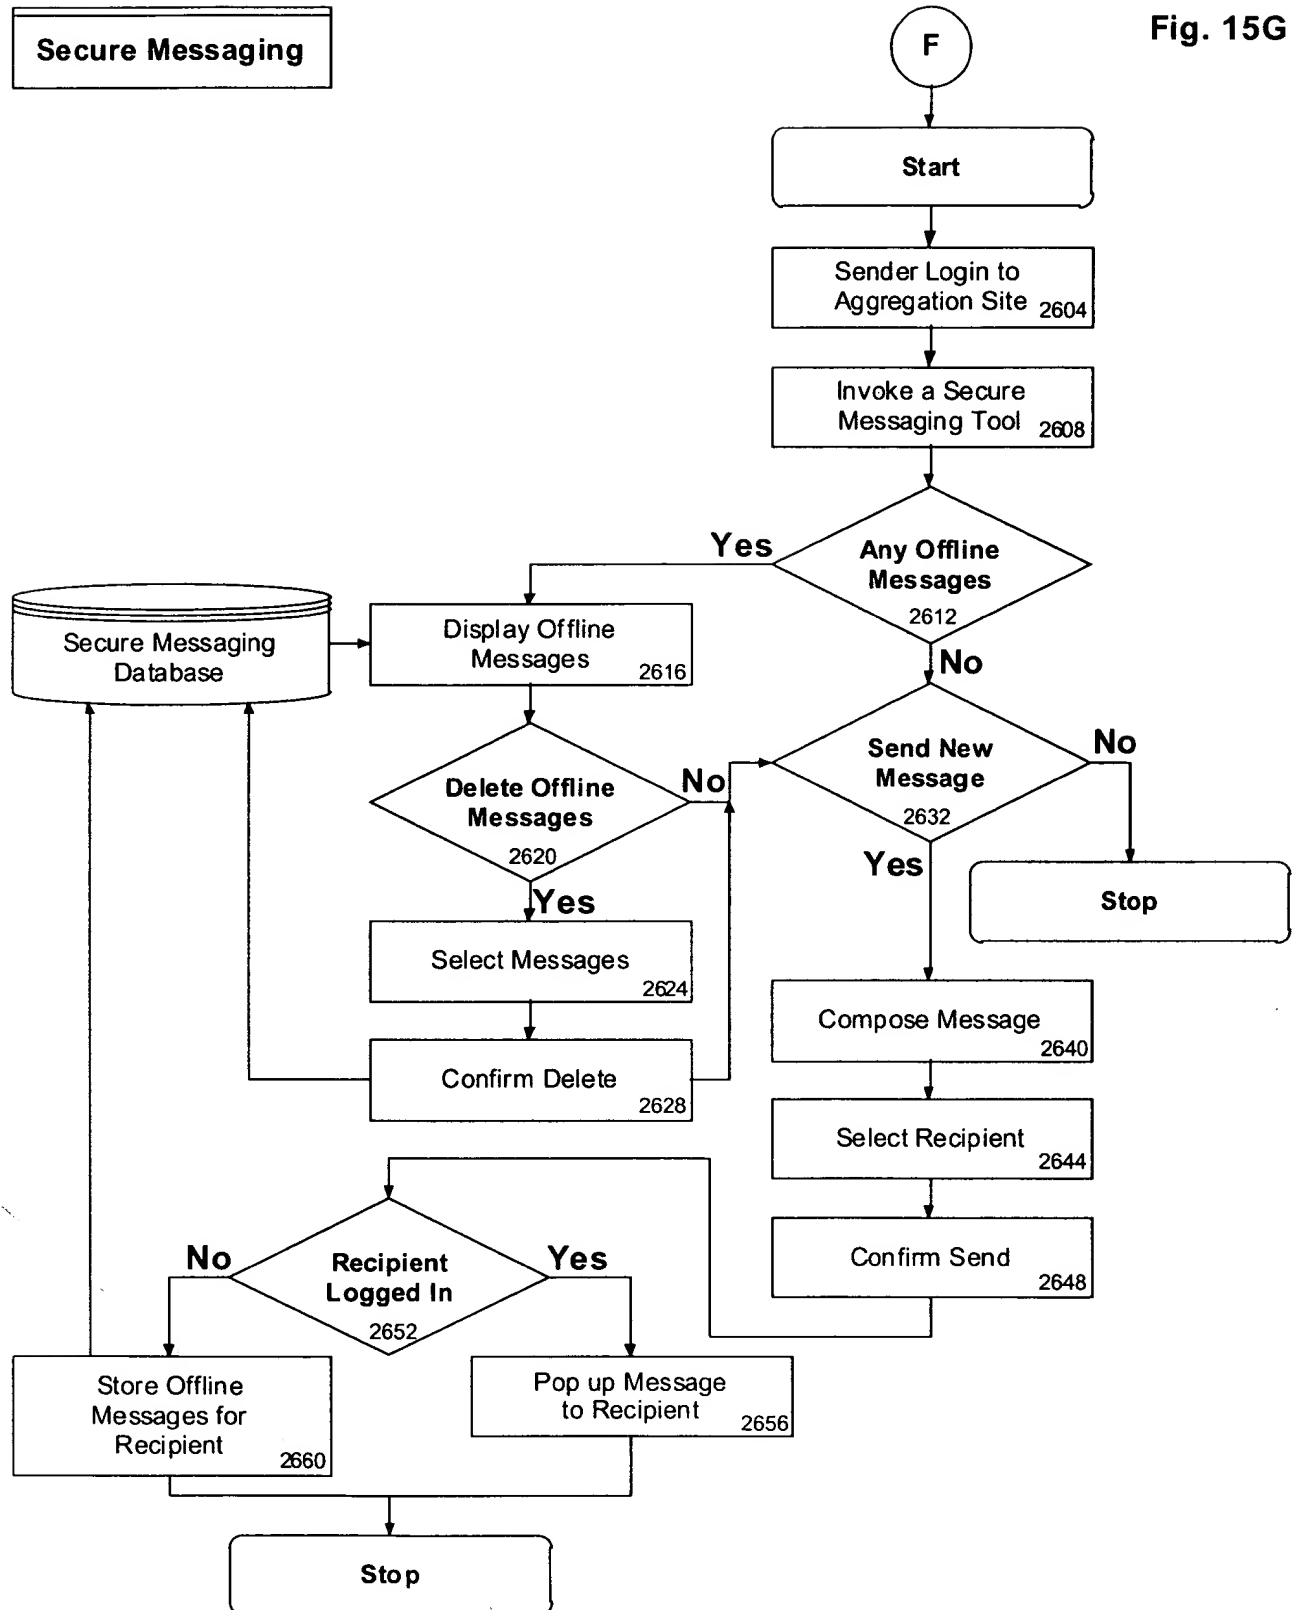 Secure Messaging
Fig. 15G
F
Start
Sender Login to
Aggregation Site 2604
Invoke a Secure
Messaging Tool 2608
Any Offline
Messages
2612
Yes
No
Secure Messaging
Database
Display Offline
Messages
2616
Delete Offline
Messages
2620
No
Yes
Send New
Message
2632
No
Yes
Stop
Select Messages
2624
Confirm Delete
2628
Compose Message
2640
Select Recipient
2644
Confirm Send
2648
Recipient
Logged In
2652
No
Yes
Store Offline
Messages for
Recipient
2660
Pop up Message
to Recipient
2656
Stop